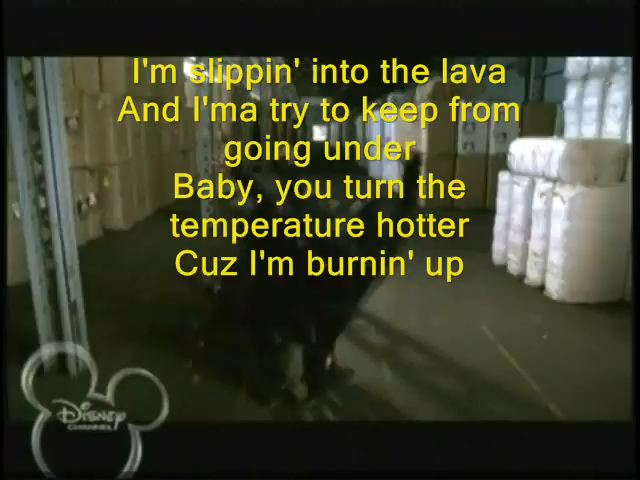 I'm slippin' into the lava
And I'ma try to keep from
going under
Baby, you turn the
temperature hotter
Cuz I'm burnin' up
Disney
CHANNEL